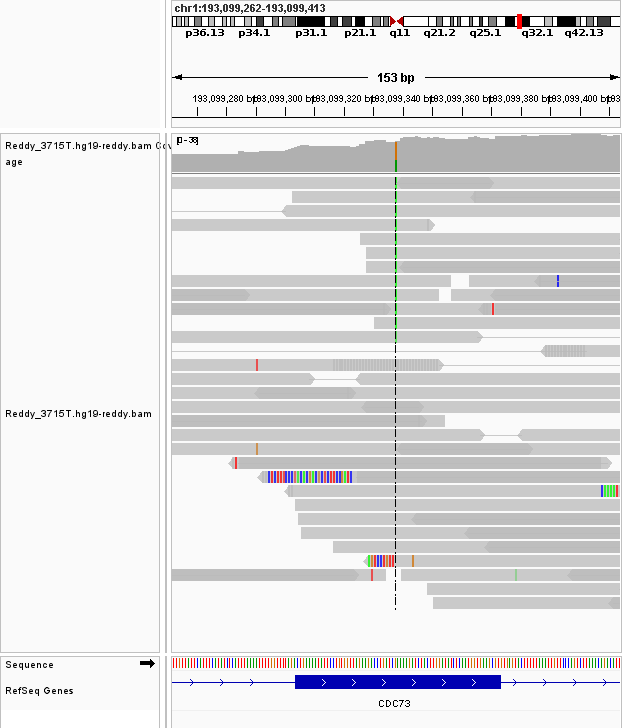 chr1:193,099,262-193,099,413
p36.13 p34.1 p31.1 p21.1 q11 q21.2 q25.1 q32.1 q42.13
153 bp
193,099,280 bp 193,099,300 bp 193,099,320 bp 193,099,340 bp 193,099,360 bp 193,099,380 bp 193,099,400 bp
Reddy_3715T.hg19-reddy.bam Cov
age
[0 - 38]
Reddy_3715T.hg19-reddy.bam
Sequence
RefSeq Genes
CDC73